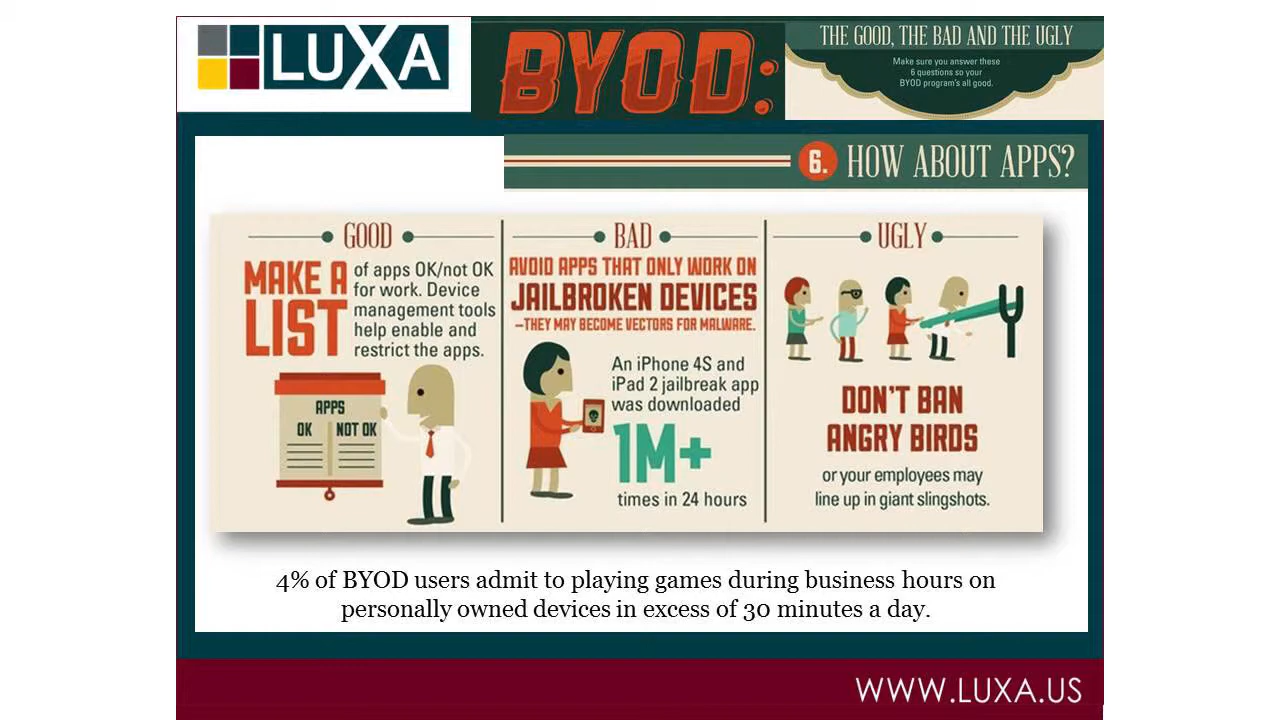 LUXA
BYOD:
THE GOOD, THE BAD AND THE UGLY
Make sure you answer these
6 questions so your
BYOD program's all good.
6. HOW ABOUT APPS?
GOOD
MAKE A
LIST
of apps OK/not OK
for work. Device
management tools
help enable and
restrict the apps.
APPS
OK NOT OK
BAD
AVOID APPS THAT ONLY WORK ON
JAILBROKEN DEVICES
—THEY MAY BECOME VECTORS FOR MALWARE.
An iPhone 4S and
iPad 2 jailbreak app
was downloaded
1M+
times in 24 hours
UGLY
DON'T BAN
ANGRY BIRDS
or your employees may
line up in giant slingshots.
4% of BYOD users admit to playing games during business hours on
personally owned devices in excess of 30 minutes a day.
WWW.LUXA.US